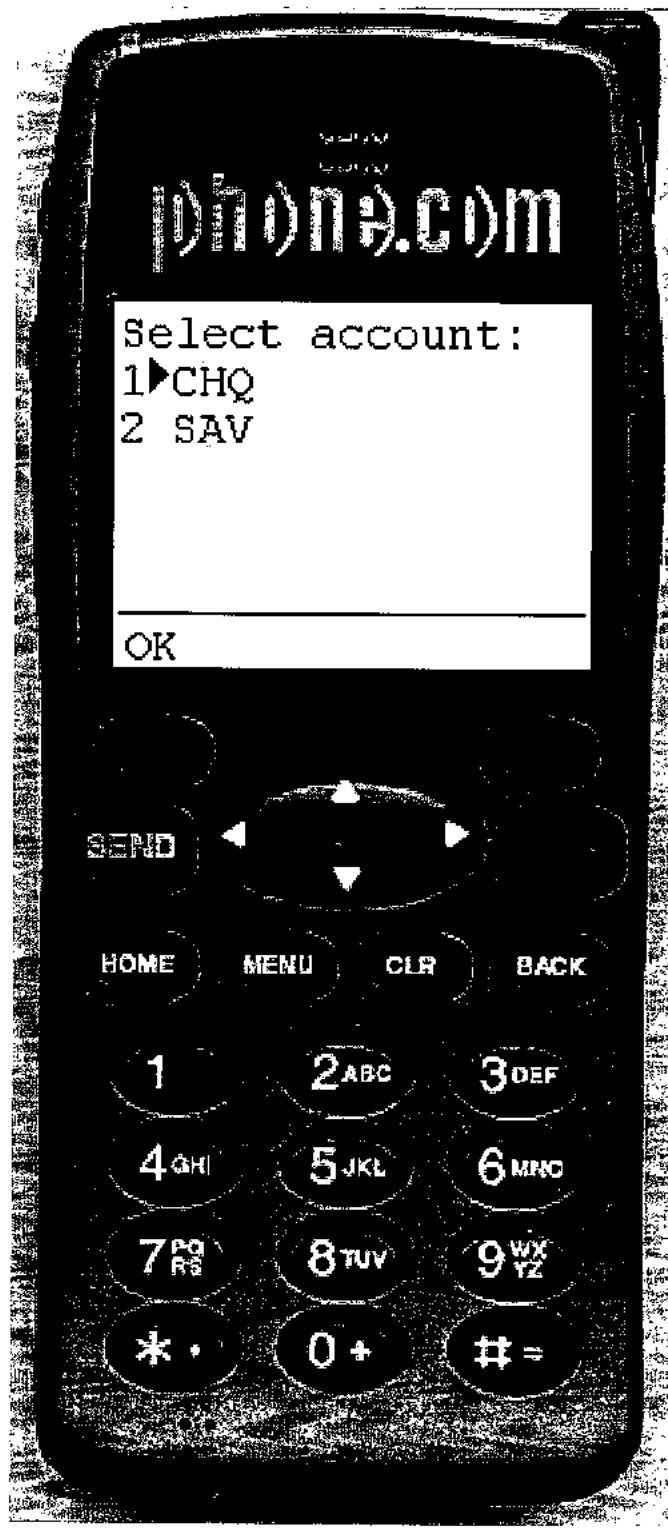 phone.com
Select account:
1▶CHQ
2 SAV
OK
SEND
HOME MENU CLR BACK
1 2ABC 3DEF
4GHI 5JKL 6MNO
7PQRS 8TUV 9WXYZ
* . 0 + # =